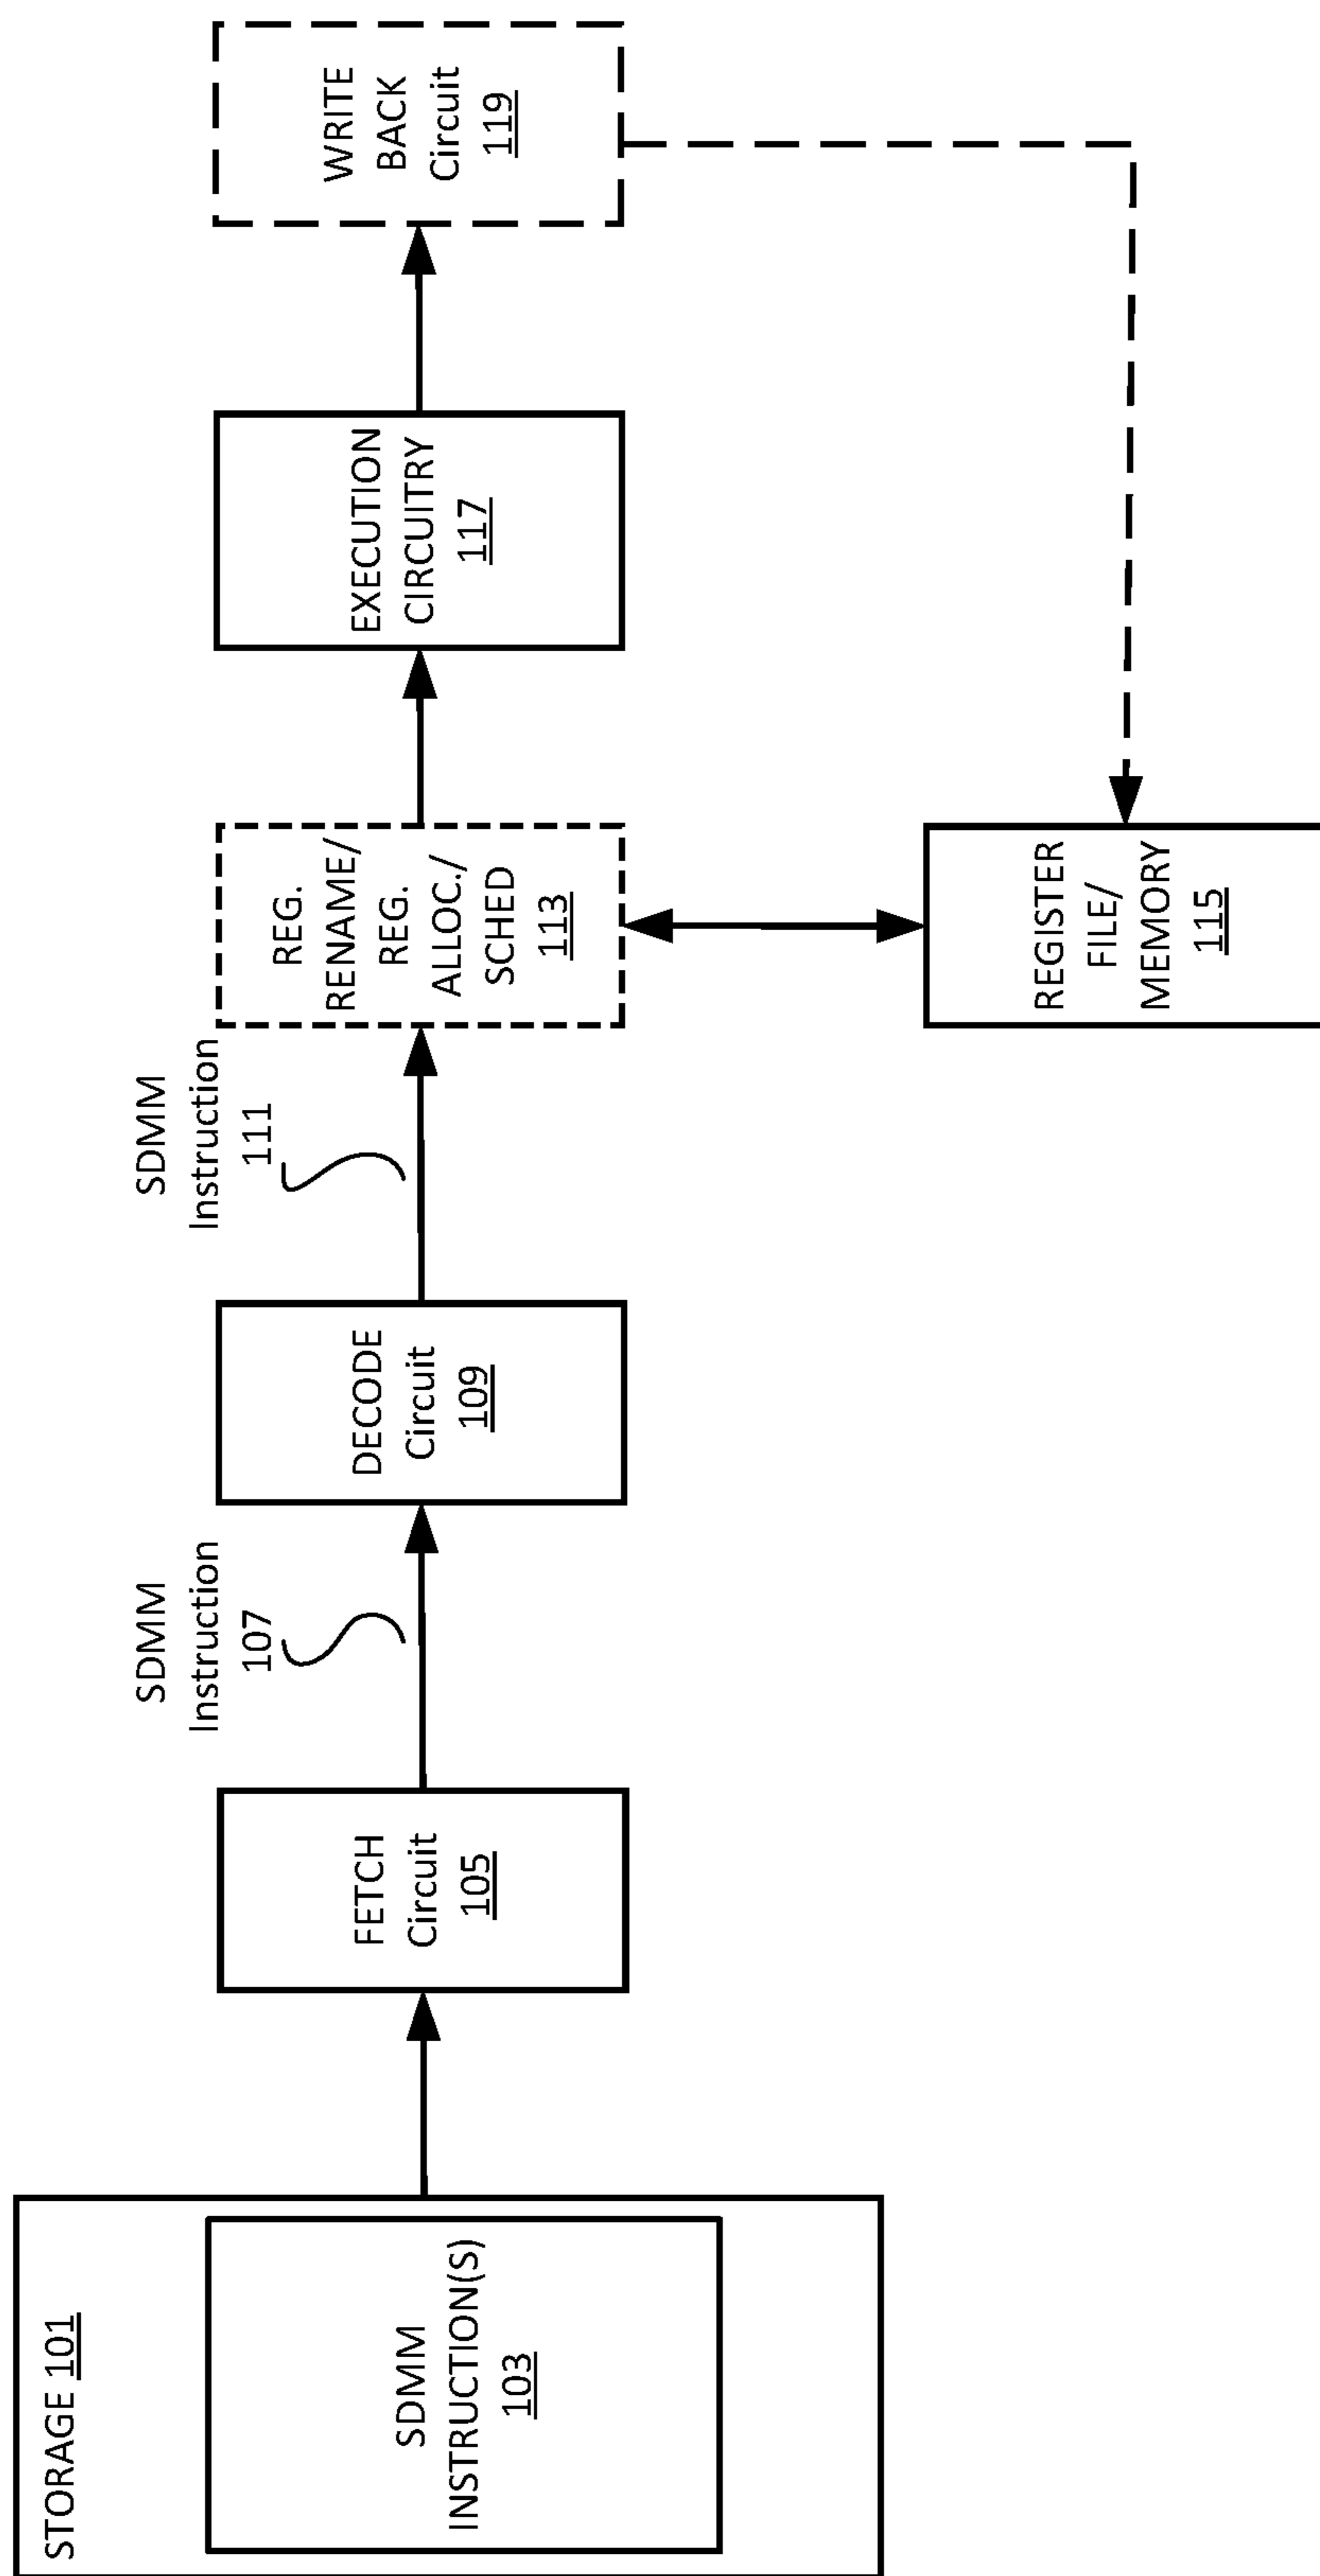 STORAGE 101
SDMM
INSTRUCTION(S)
103
FETCH
Circuit
105
SDMM
Instruction
107
DECODE
Circuit
109
SDMM
Instruction
111
REG.
RENAME/
REG.
ALLOC./
SCHED
113
EXECUTION
CIRCUITRY
117
WRITE
BACK
Circuit
119
REGISTER
FILE/
MEMORY
115